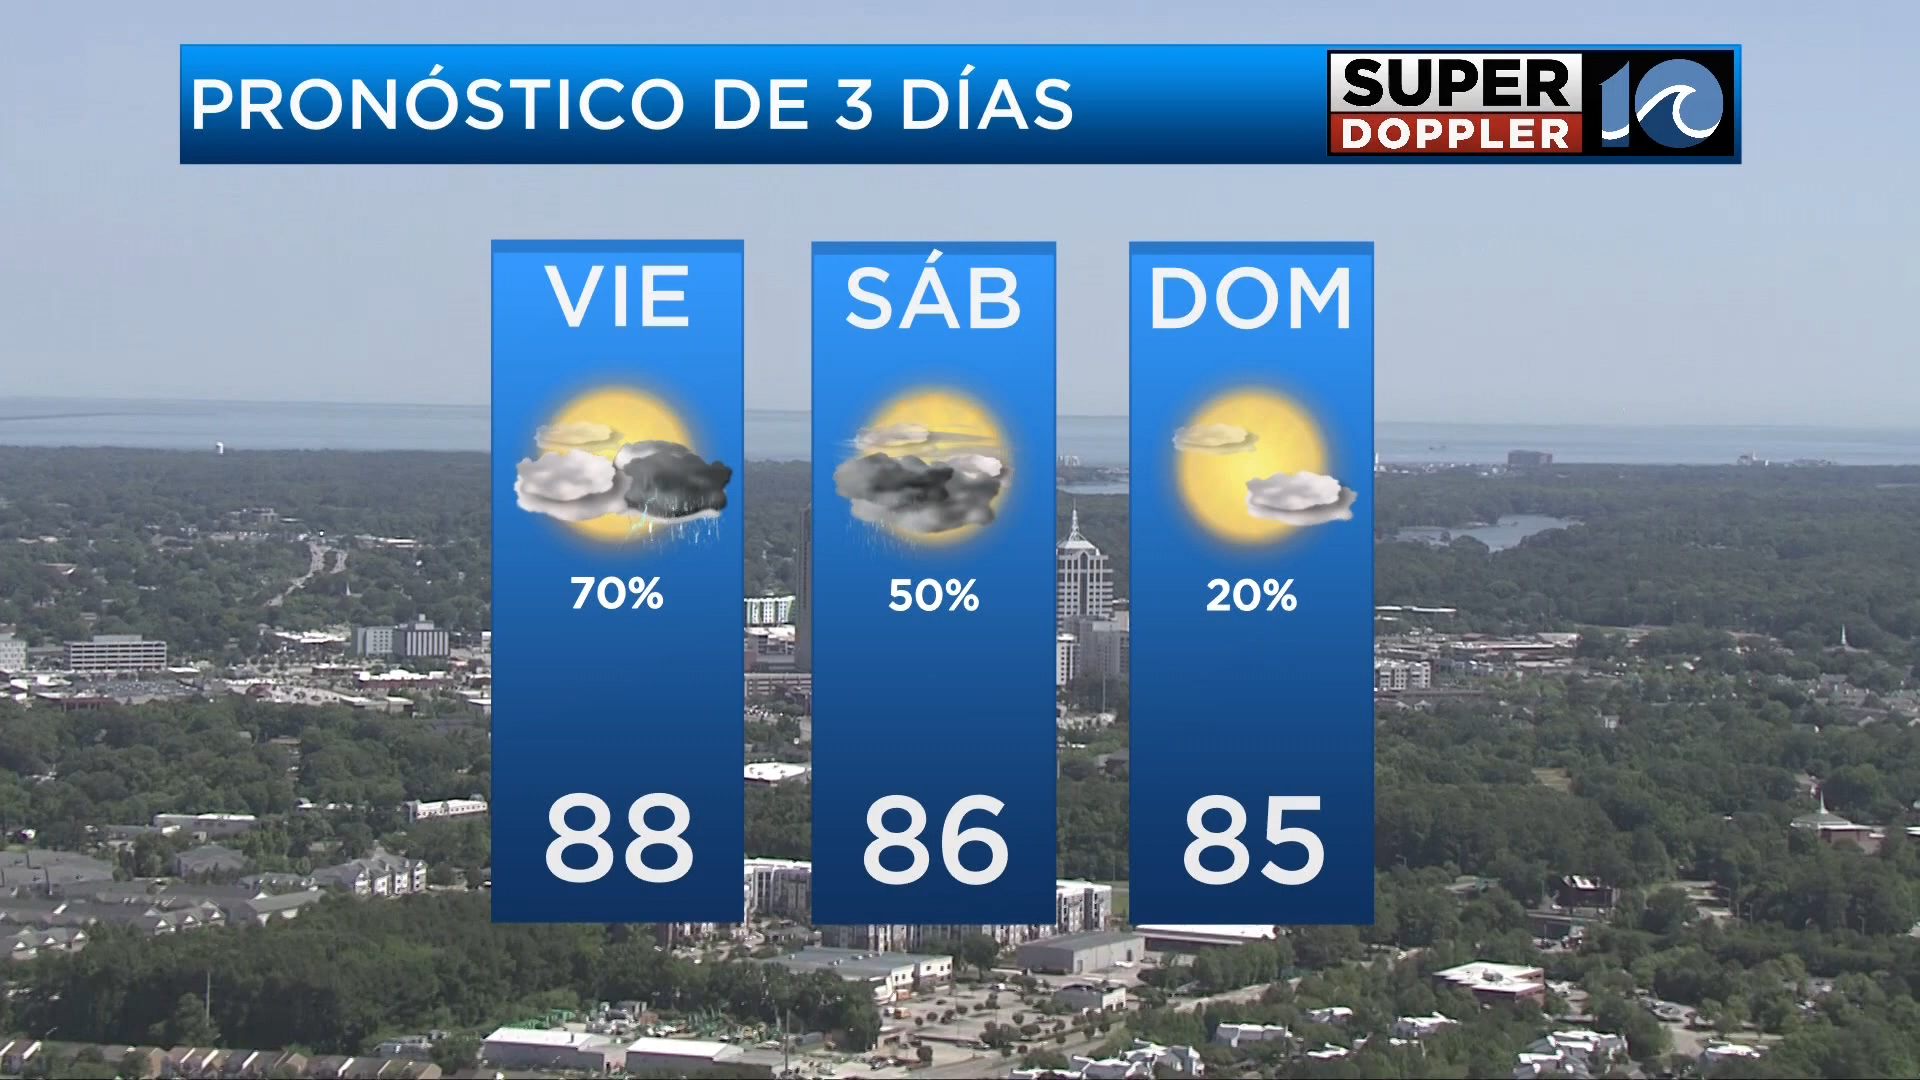 PRONÓSTICO DE 3 DÍAS
SUPER
DOPPLER
10
VIE
SÁB
DOM
70%
50%
20%
88
86
85